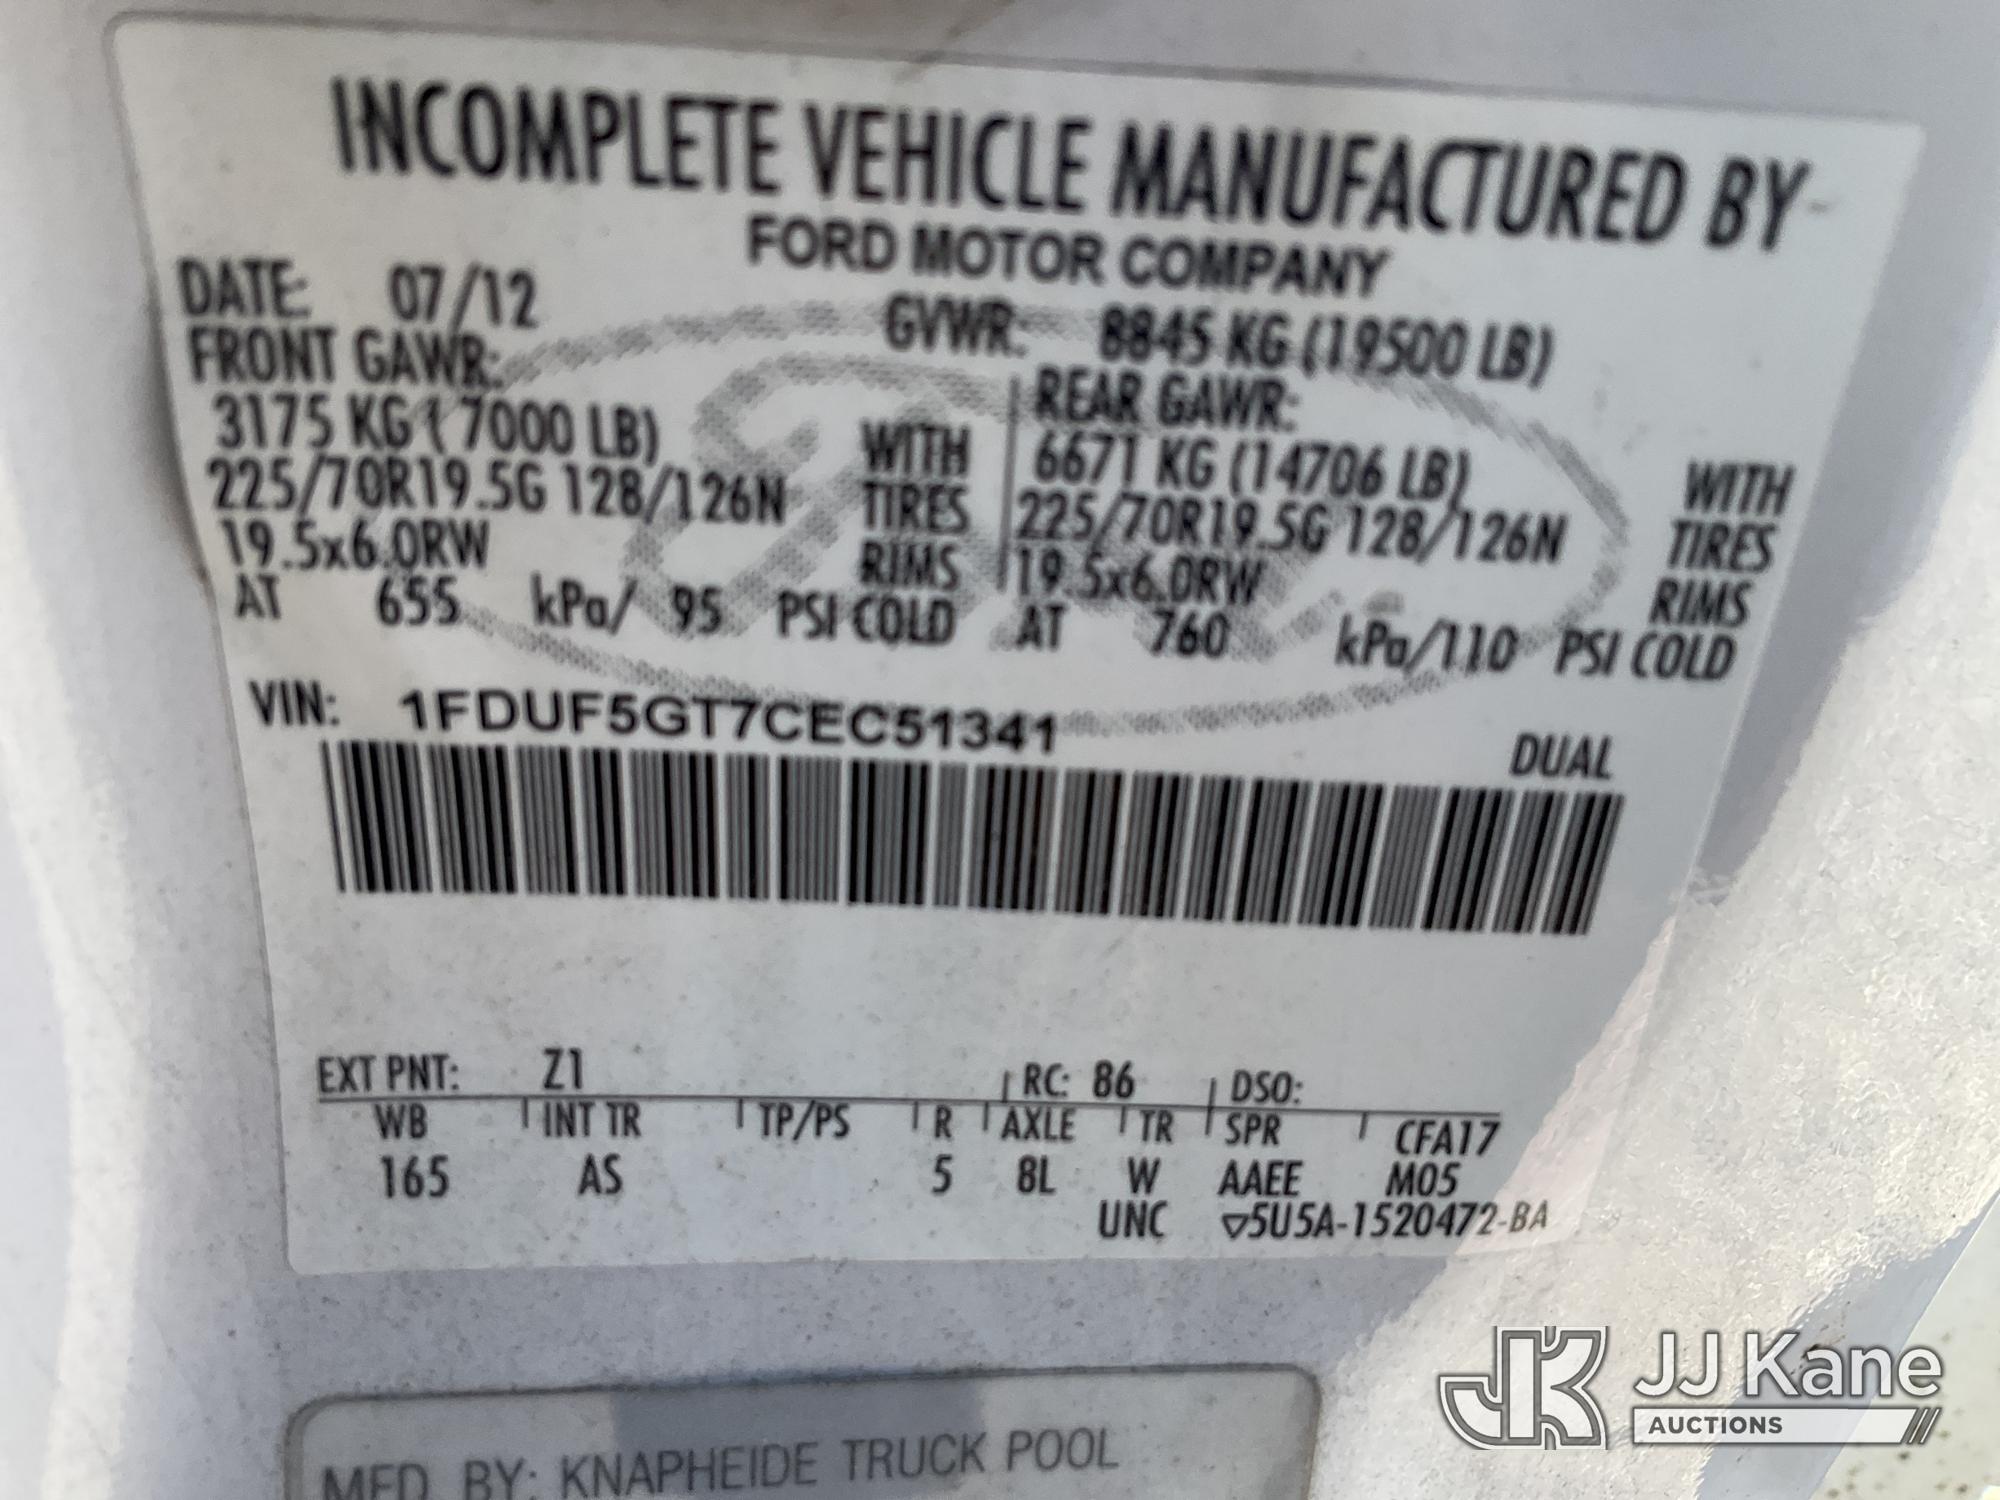 INCOMPLETE VEHICLE MANUFACTURED BY
FORD MOTOR COMPANY
DATE: 07/12 GVWR: 8845 KG (19500 LB)
FRONT GAWR: REAR GAWR:
3175 KG ( 7000 LB) WITH 6671 KG (14706 LB) WITH
225/70R19.5G 128/126N TIRES 225/70R19.5G 128/126N TIRES
19.5x6.0RW RIMS 19.5x6.0RW RIMS
AT 655 kPa/ 95 PSI COLD AT 760 kPa/110 PSI COLD
VIN: 1FDUF5GT7CEC51341
DUAL
EXT PNT: Z1 RC: 86 DSO:
WB INT TR TP/PS R AXLE TR SPR CFA17
165 AS 5 8L W AAEE M05
UNC ▽5U5A-1520472-BA
MFD. BY: KNAPHEIDE TRUCK POOL
JJ Kane
AUCTIONS